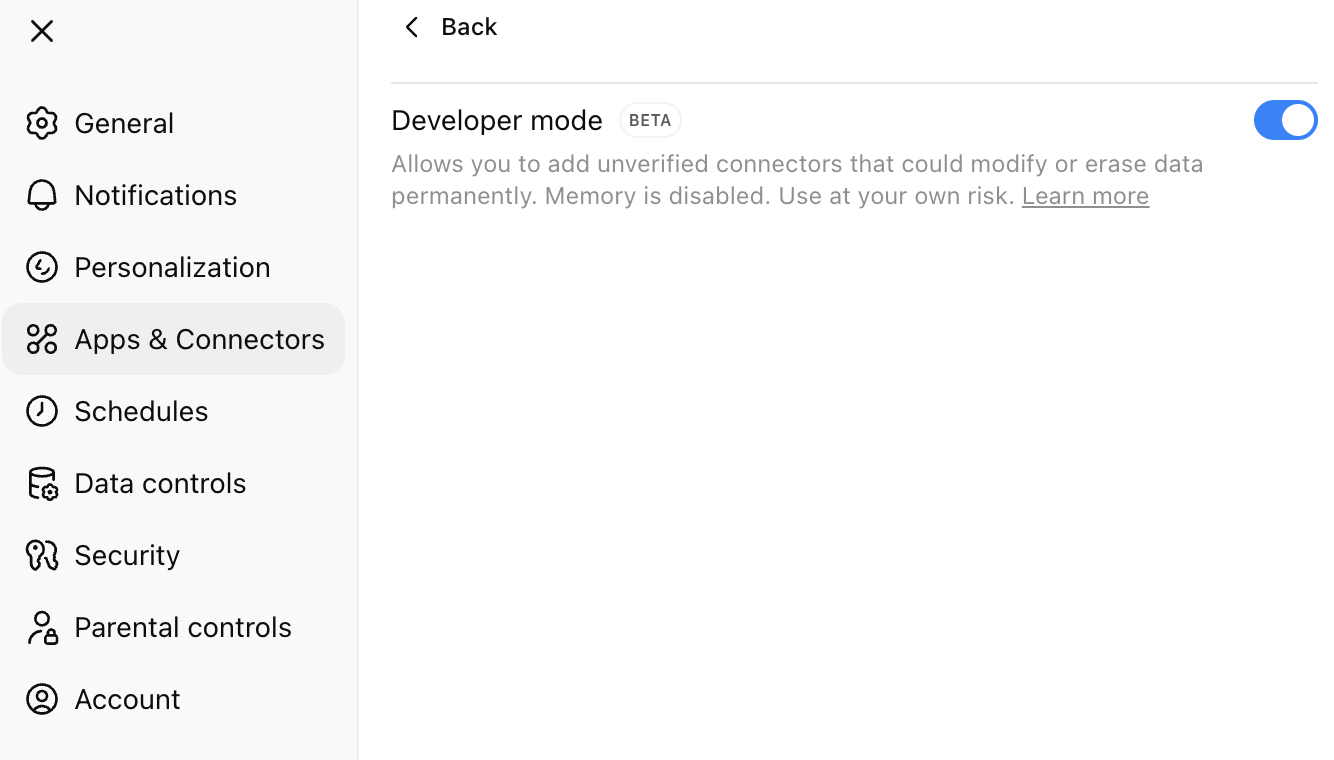 General
Notifications
Personalization
Apps & Connectors
Schedules
Data controls
Security
Parental controls
Account
Back
Developer mode BETA
Allows you to add unverified connectors that could modify or erase data
permanently. Memory is disabled. Use at your own risk. Learn more